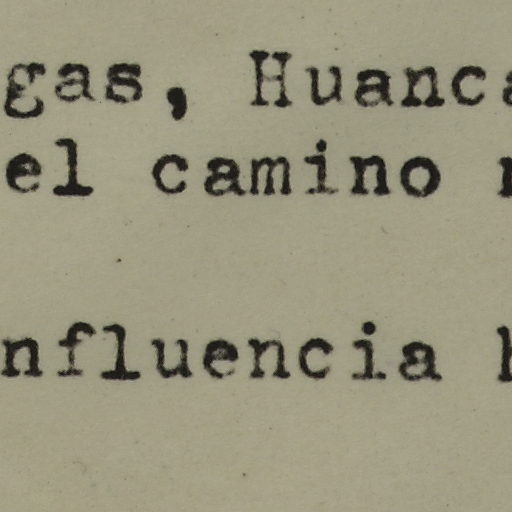 gas, Huanca
el camino
nfluencia